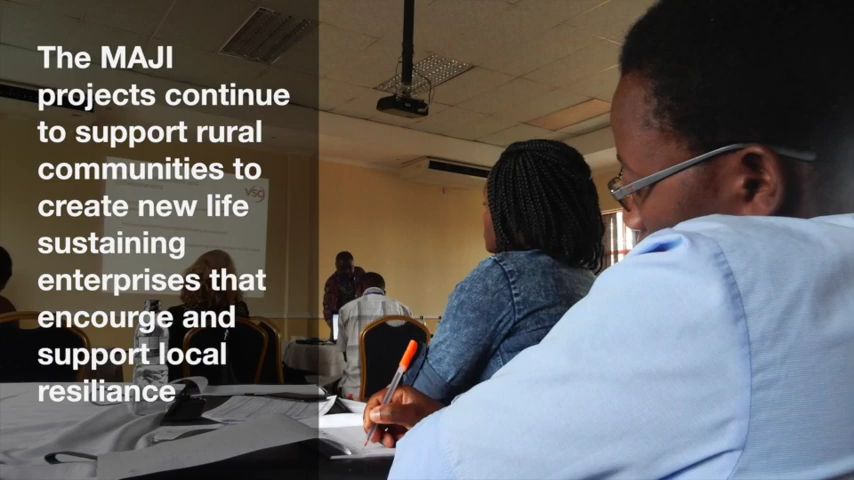 The MAJI
projects continue
to support rural
communities to
create new life
sustaining
enterprises that
encourge and
support local
resiliance
vsg